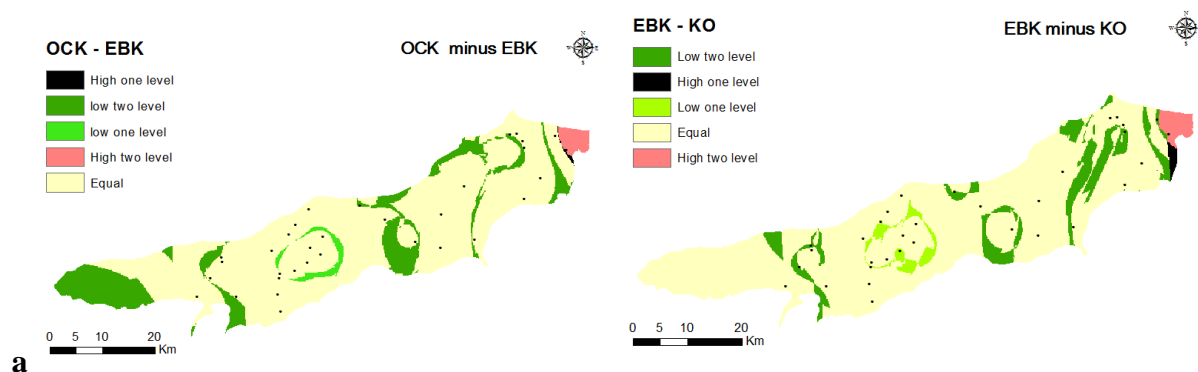 OCK - EBK
OCK minus EBK
High one level
low two level
low one level
High two level
Equal
0 5 10 20
Km
a
EBK - KO
EBK minus KO
Low two level
High one level
Low one level
Equal
High two level
0 5 10 20
Km